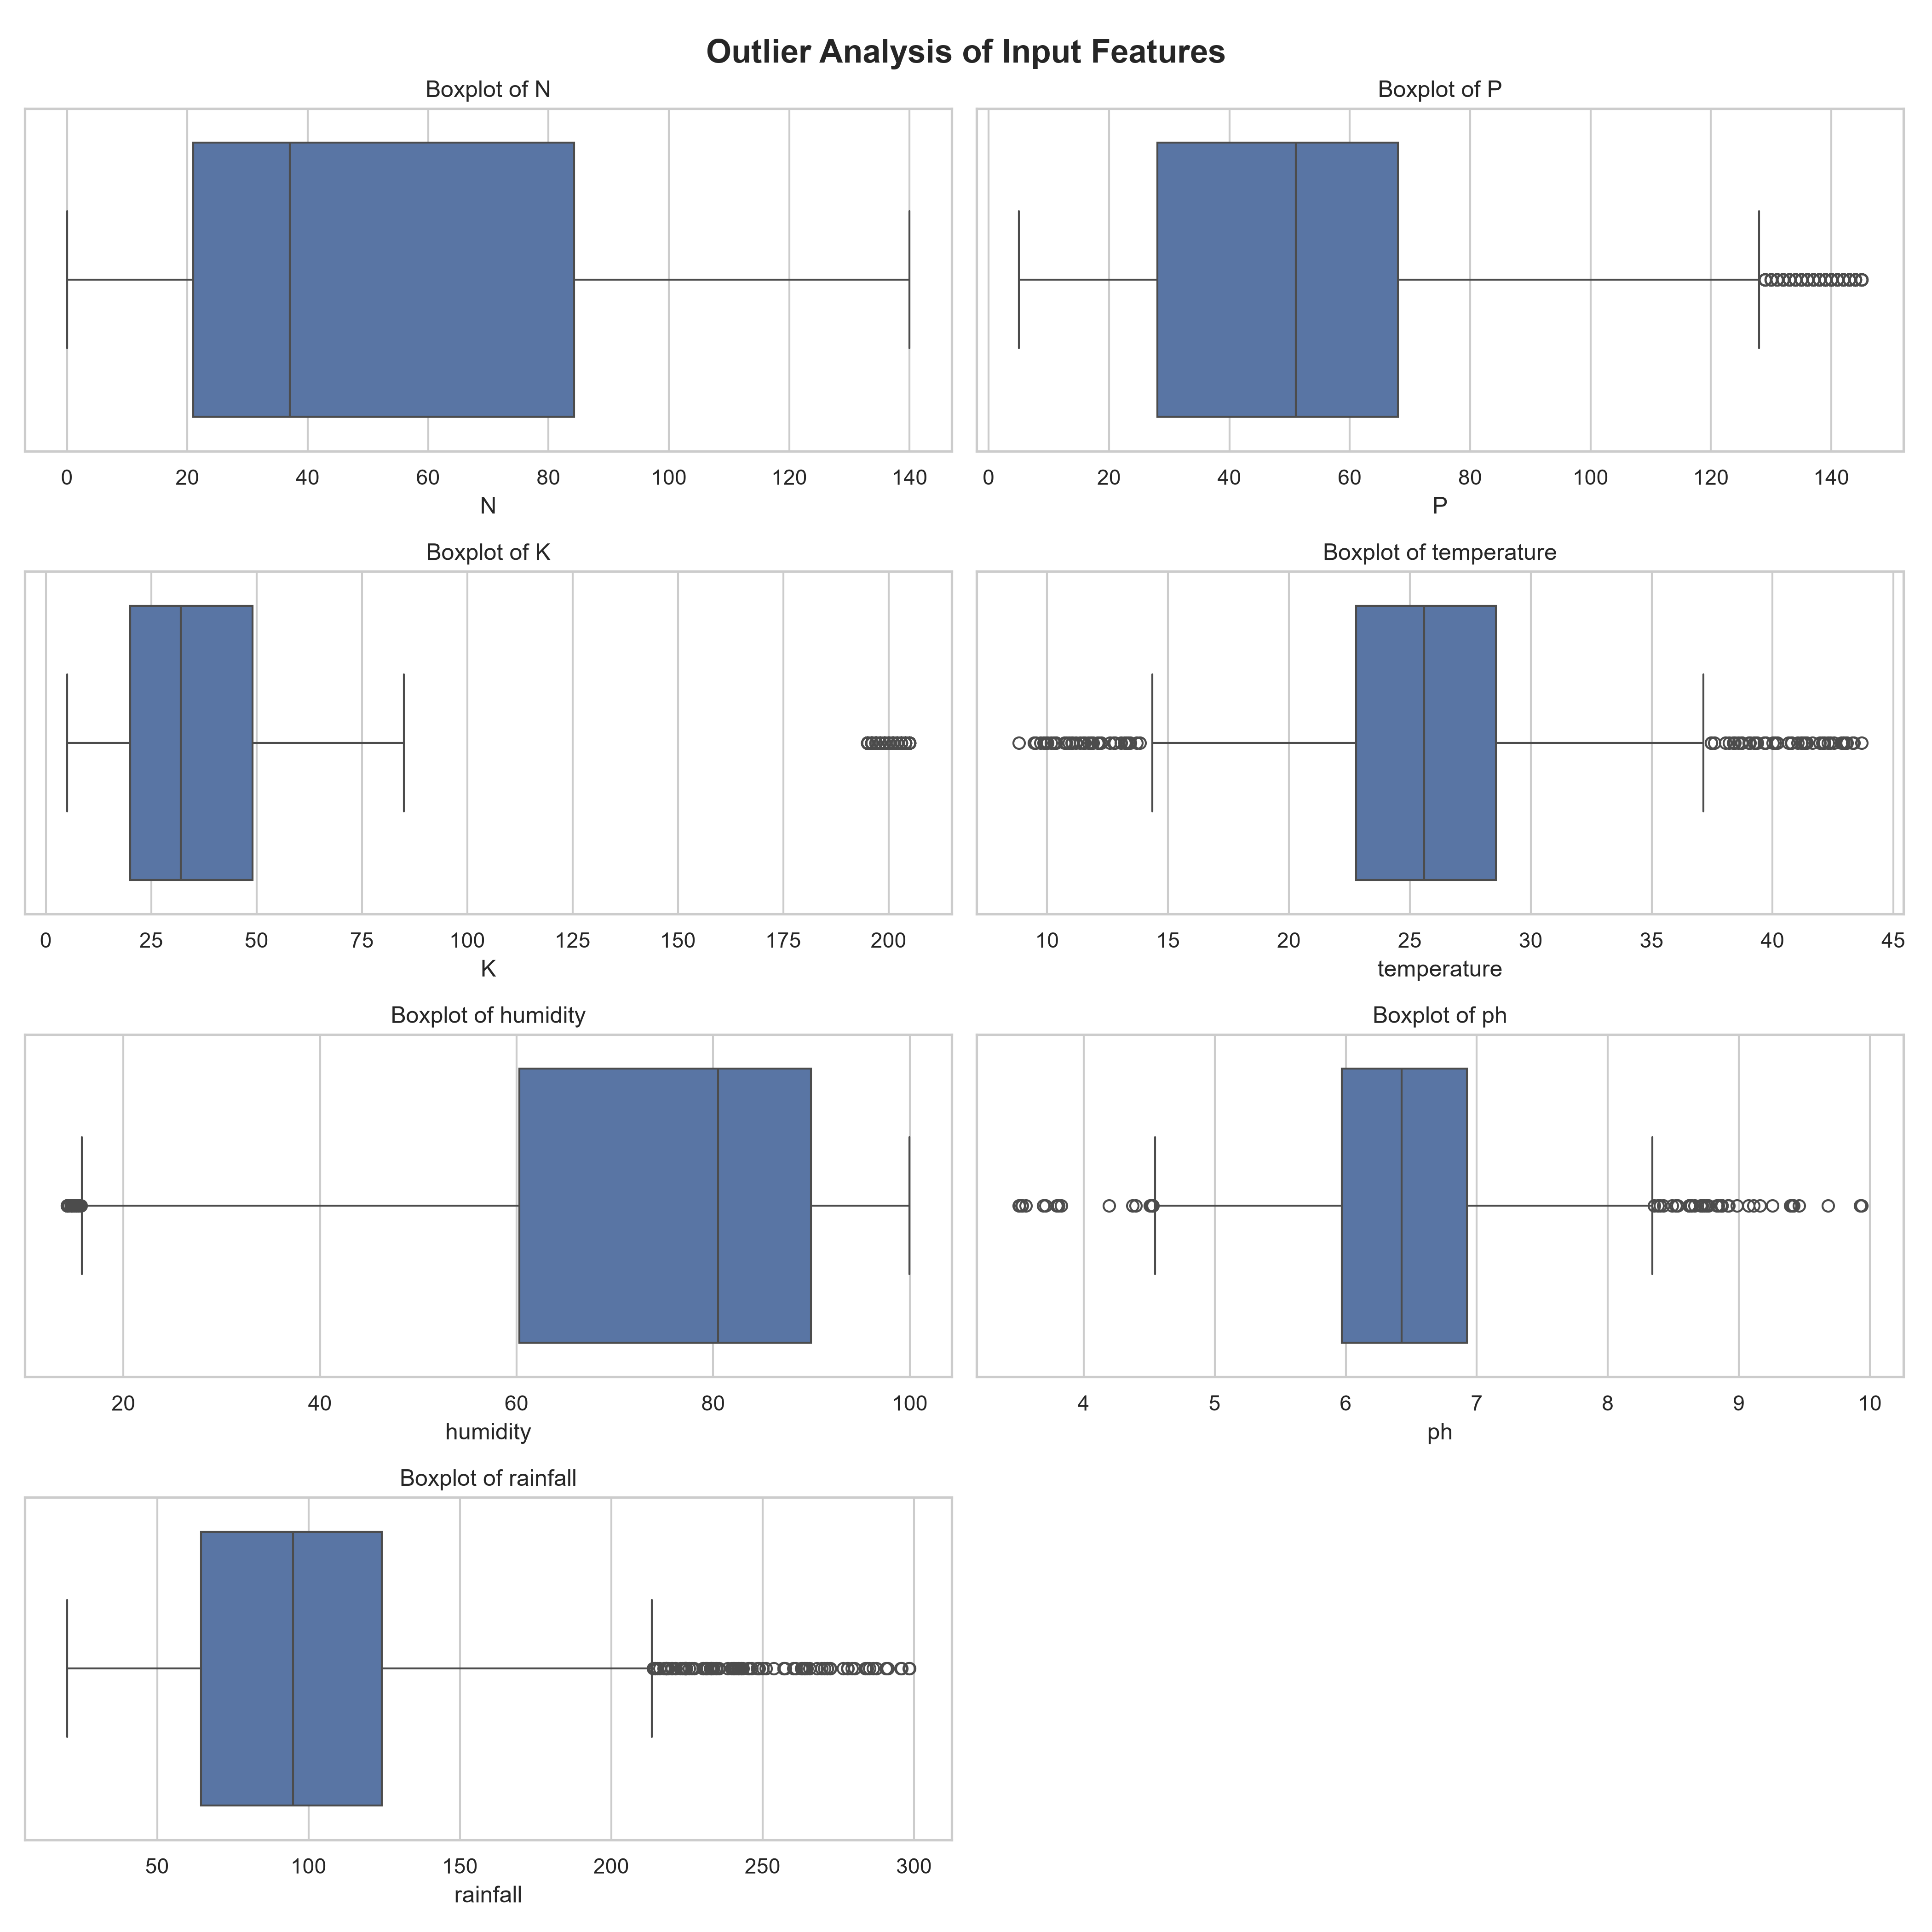 Outlier Analysis of Input Features
Boxplot of N
0 20 40 60 80 100 120 140
N
Boxplot of P
0 20 40 60 80 100 120 140
P
Boxplot of K
0 25 50 75 100 125 150 175 200
K
Boxplot of temperature
10 15 20 25 30 35 40 45
temperature
Boxplot of humidity
20 40 60 80 100
humidity
Boxplot of ph
4 5 6 7 8 9 10
ph
Boxplot of rainfall
50 100 150 200 250 300
rainfall